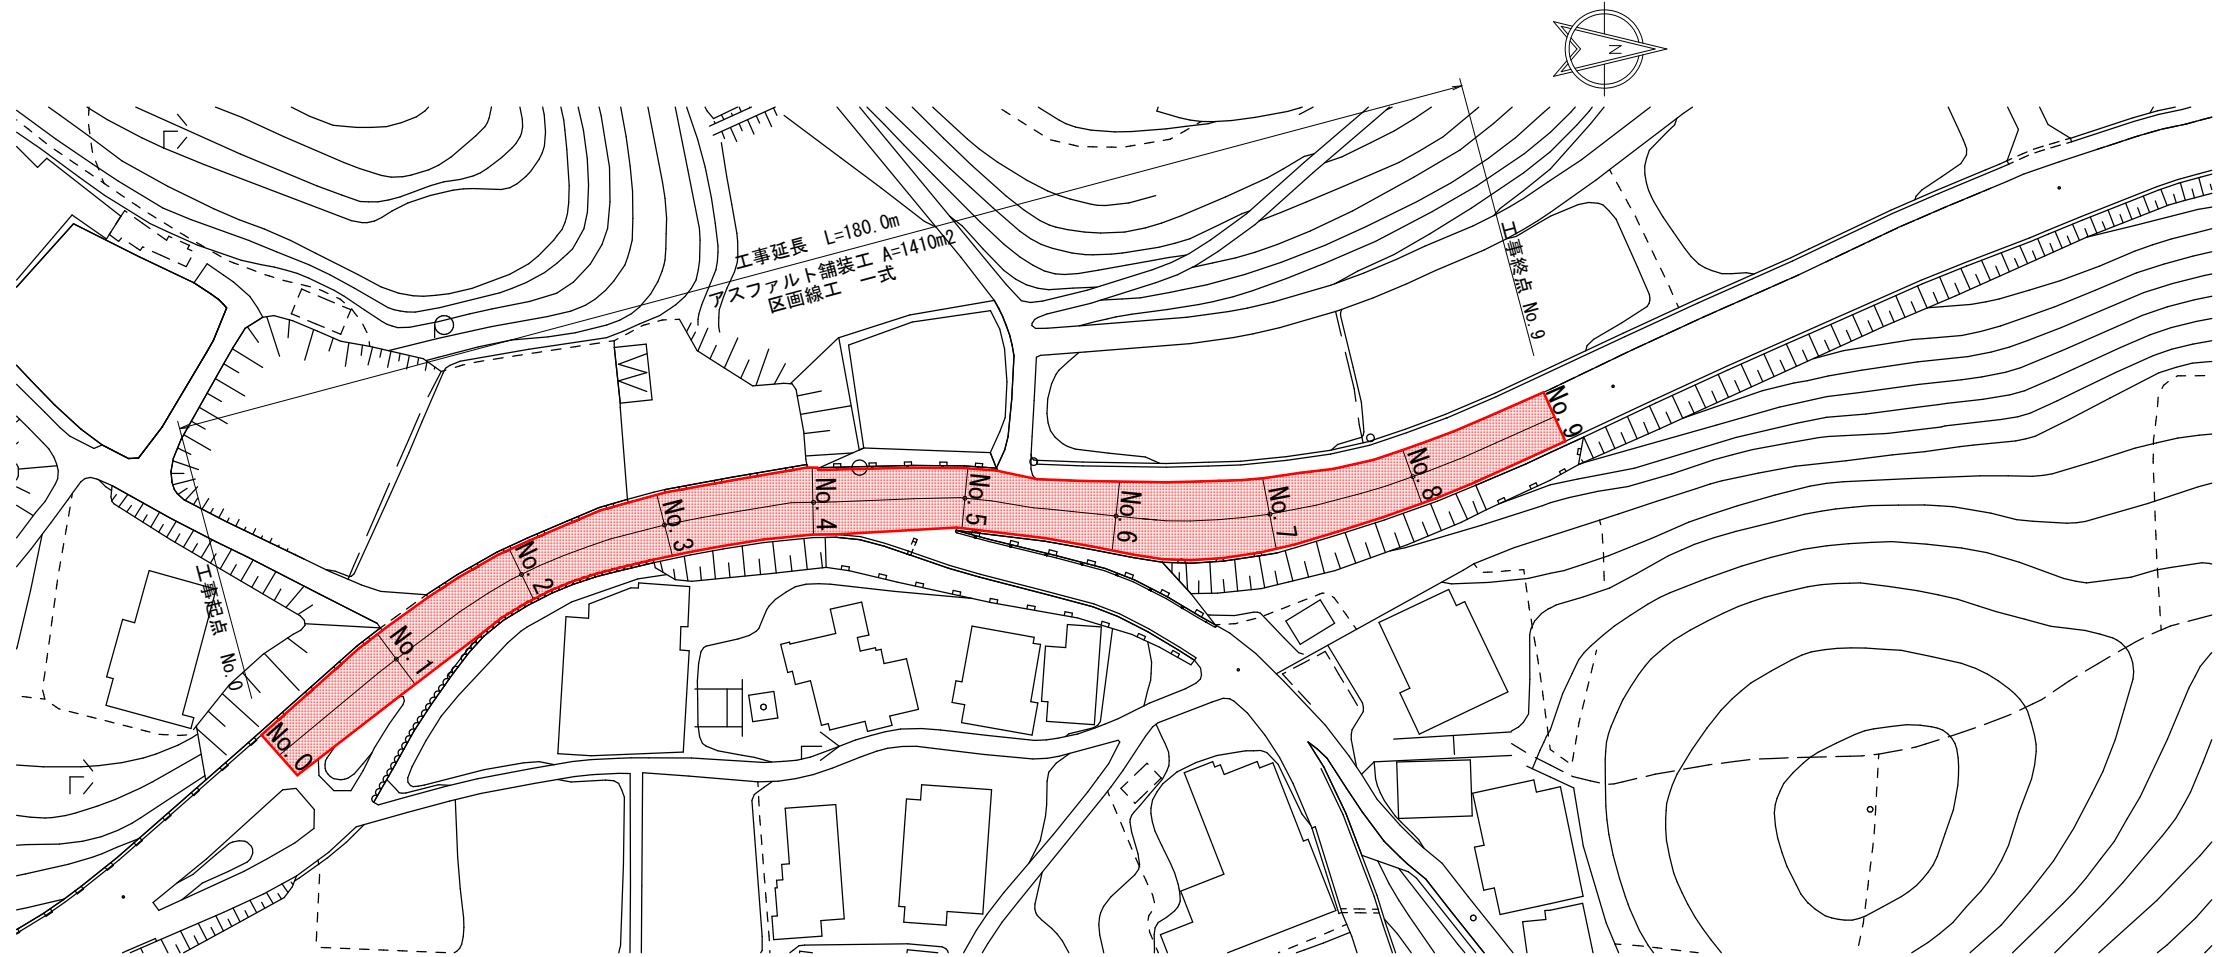 N
工事延長 L=180.0m
アスファルト舗装工 A=1410m2
区画線工 一式
工事終点 No.9
工事起点 No.0
No.0
No.1
No.2
No.3
No.4
No.5
No.6
No.7
No.8
No.9